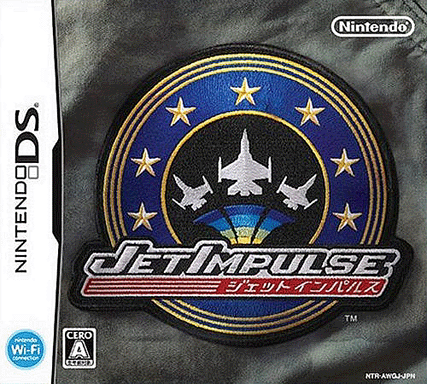 Nintendo
NINTENDO DS
JET IMPULSE
ジェット インパルス
TM
Nintendo
Wi-Fi
connection
CERO
A
NTR-AWGJ-JPN